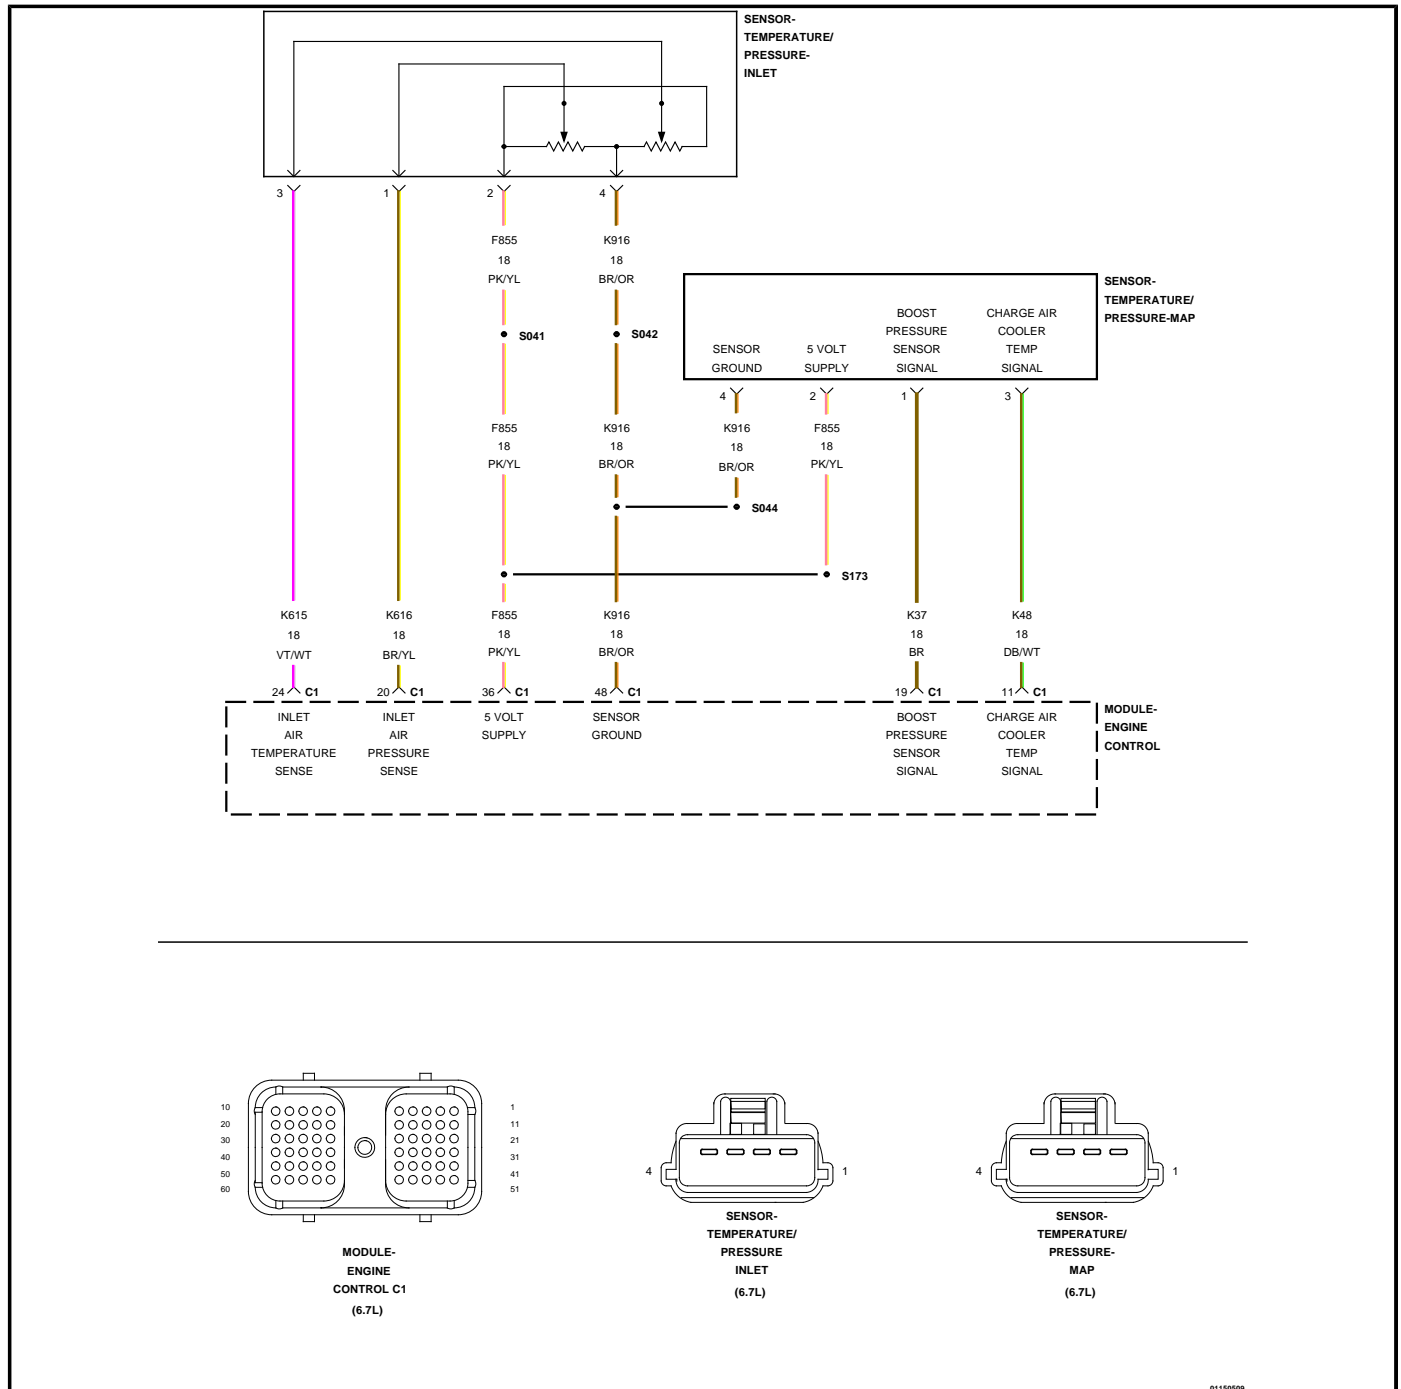 SENSOR-
TEMPERATURE/
PRESSURE-
INLET
3 1 2 4
F855 K916
18 18
PK/YL BR/OR
S041 S042
SENSOR-
TEMPERATURE/
PRESSURE-MAP
SENSOR
GROUND
5 VOLT
SUPPLY
BOOST
PRESSURE
SENSOR
SIGNAL
CHARGE AIR
COOLER
TEMP
SIGNAL
4 2 1 3
F855 K916 K916 F855
18 18 18 18
PK/YL BR/OR BR/OR PK/YL
S044
S173
K615 K616 F855 K916 K37 K48
18 18 18 18 18 18
VT/WT BR/YL PK/YL BR/OR BR DB/WT
24 C1 20 C1 36 C1 48 C1 19 C1 11 C1
INLET
AIR
TEMPERATURE
SENSE
INLET
AIR
PRESSURE
SENSE
5 VOLT
SUPPLY
SENSOR
GROUND
BOOST
PRESSURE
SENSOR
SIGNAL
CHARGE AIR
COOLER
TEMP
SIGNAL
MODULE-
ENGINE
CONTROL
10 1
20 11
30 21
40 31
50 41
60 51
MODULE-
ENGINE
CONTROL C1
(6.7L)
4 1
SENSOR-
TEMPERATURE/
PRESSURE
INLET
(6.7L)
4 1
SENSOR-
TEMPERATURE/
PRESSURE-
MAP
(6.7L)